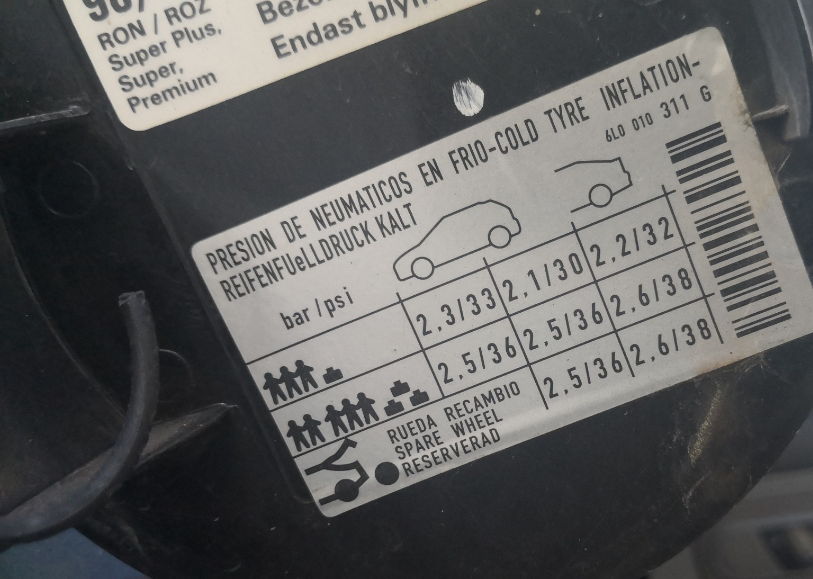 RON / ROZ
Super Plus,
Super,
Premium
Endast
PRESION DE NEUMATICOS EN FRIO-COLD TYRE INFLATION-
REIFENFUeLLDRUCK KALT
6L0 010 311 G
bar/psi
2.3/33 2.1/30 2.2/32
2.5/36 2.5/36 2.6/38
RUEDA RECAMBIO
SPARE WHEEL
RESERVERAD
2.5/36 2.6/38